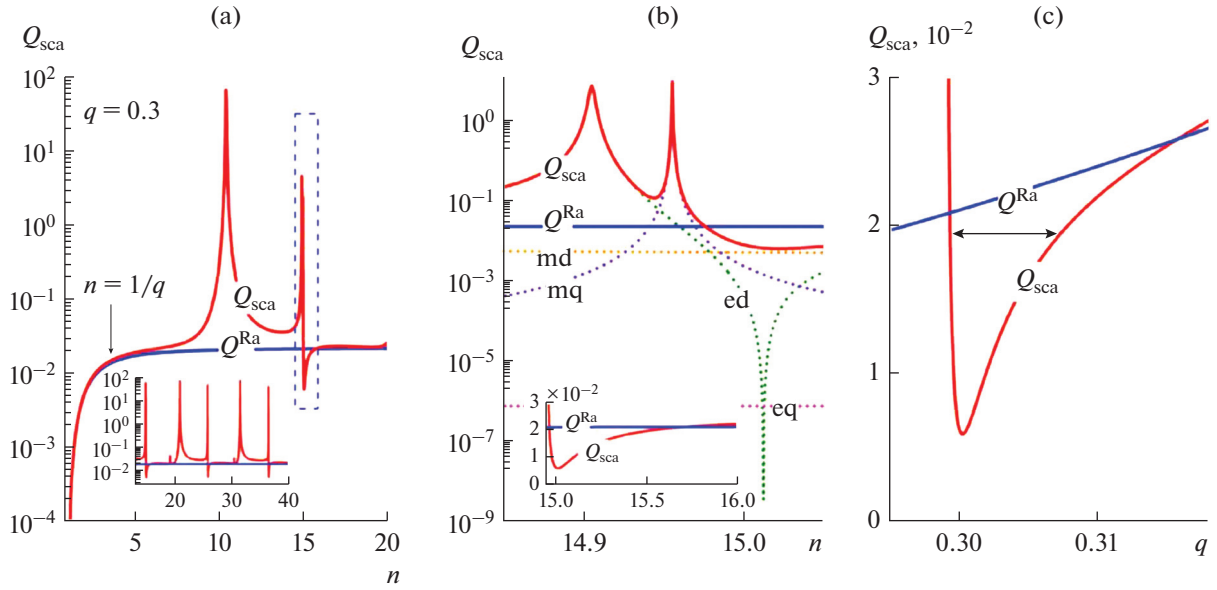 (a)
Q_sca
10^2
10^1
10^0
10^-1
10^-2
10^-3
10^-4
q = 0.3
n = 1/q
Q_sca
Q^Ra
10^2
10^1
10^0
10^-1
10^-2
20 30 40
5 10 15 20
n
(b)
Q_sca
10^0
10^-1
10^-3
10^-5
10^-7
10^-9
Q_sca
Q^Ra
md
mq
ed
eq
3 ×10^-2
2
1
0
Q^Ra
Q_sca
15.0 15.5 16.0
14.9 15.0 n
(c)
Q_sca, 10^-2
3
2
1
0
Q^Ra
Q_sca
0.30 0.31 q